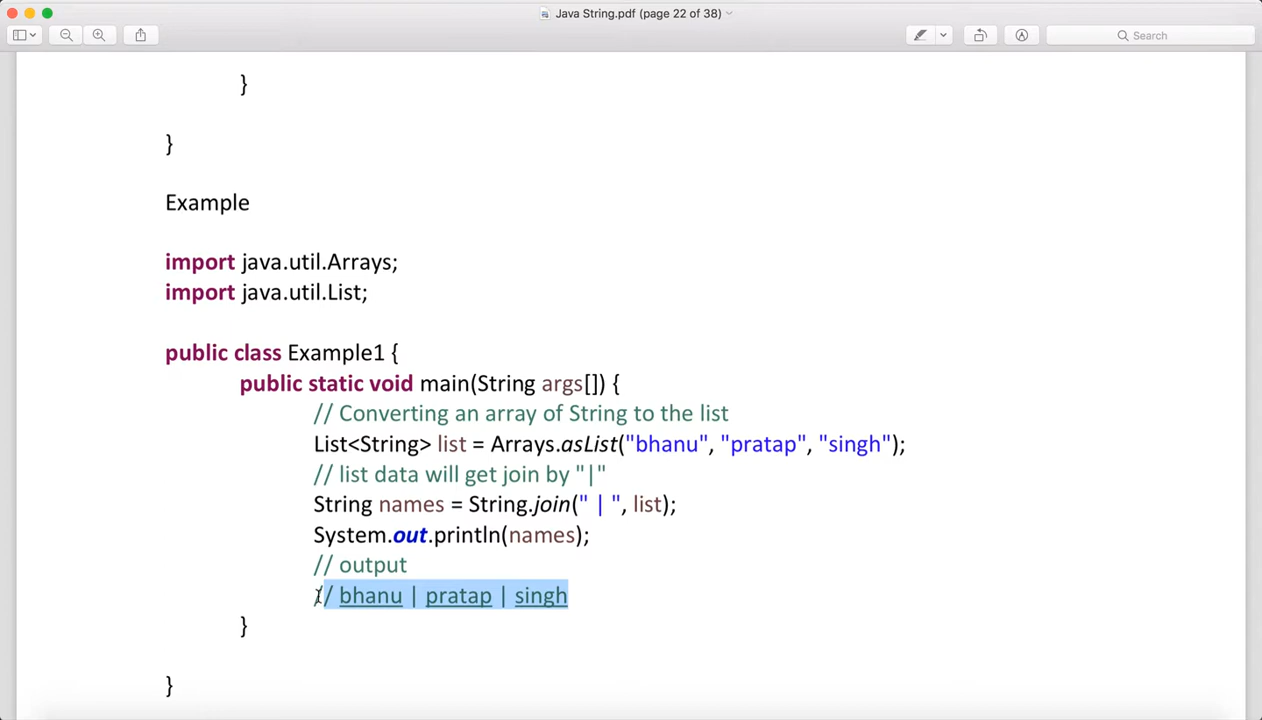 Java String.pdf (page 22 of 38)
Search
}
}
Example
import java.util.Arrays;
import java.util.List;
public class Example1 {
public static void main(String args[]) {
// Converting an array of String to the list
List<String> list = Arrays.asList("bhanu", "pratap", "singh");
// list data will get join by "|"
String names = String.join(" | ", list);
System.out.println(names);
// output
// bhanu | pratap | singh
}
}